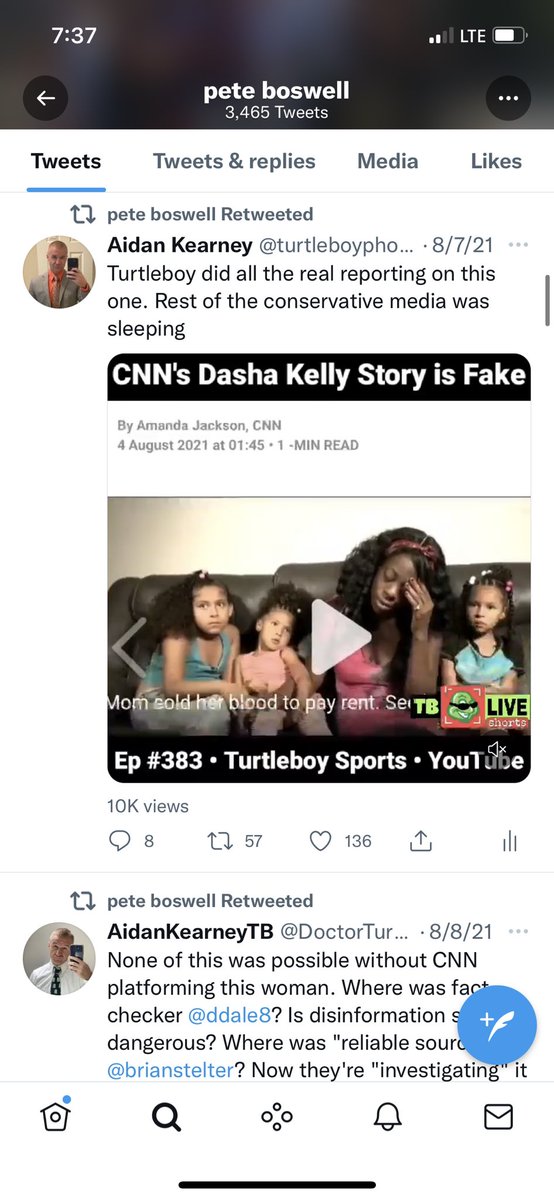 7:37
LTE
pete boswell
3,465 Tweets
Tweets
Tweets & replies
Media
Likes
pete boswell Retweeted
Aidan Kearney @turtleboypho... · 8/7/21
Turtleboy did all the real reporting on this
one. Rest of the conservative media was
sleeping
CNN's Dasha Kelly Story is Fake
By Amanda Jackson, CNN
4 August 2021 at 01:45 • 1 -MIN READ
Mom sold her blood to pay rent.
TB LIVE
shorts
Ep #383 • Turtleboy Sports • YouTube
10K views
8
57
136
pete boswell Retweeted
AidanKearneyTB @DoctorTur... · 8/8/21
None of this was possible without CNN
platforming this woman. Where was fact
checker @ddale8? Is disinformation
dangerous? Where was "reliable
@brianstelter? Now they're "investigating" it